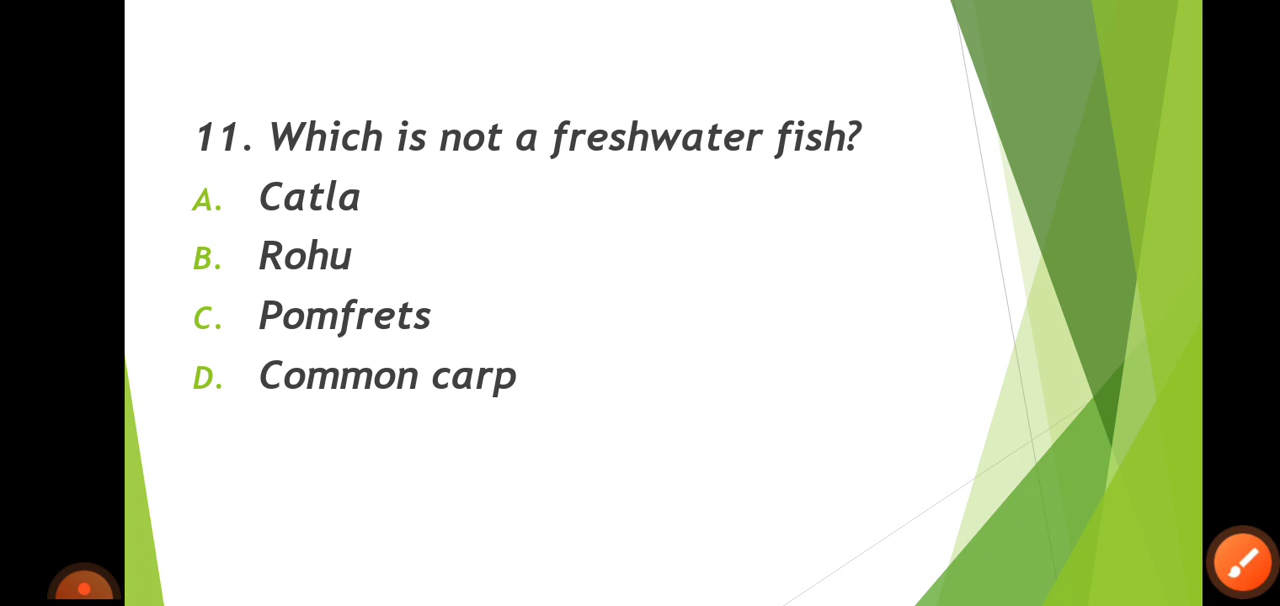 11. Which is not a freshwater fish?
A. Catla
B. Rohu
C. Pomfrets
D. Common carp